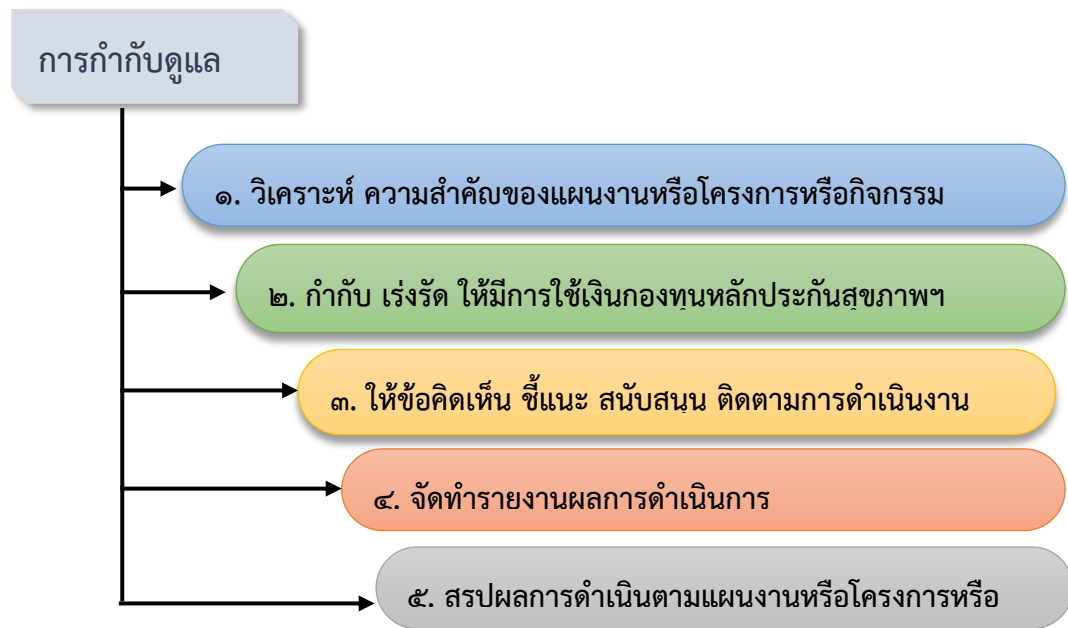 การกำกับดูแล
๑. วิเคราะห์ ความสำคัญของแผนงานหรือโครงการหรือกิจกรรม
๒. กำกับ เร่งรัด ให้มีการใช้เงินกองทุนหลักประกันสุขภาพฯ
๓. ให้ข้อคิดเห็น ชี้แนะ สนับสนุน ติดตามการดำเนินงาน
๔. จัดทำรายงานผลการดำเนินการ
๕. สรุปผลการดำเนินตามแผนงานหรือโครงการหรือ